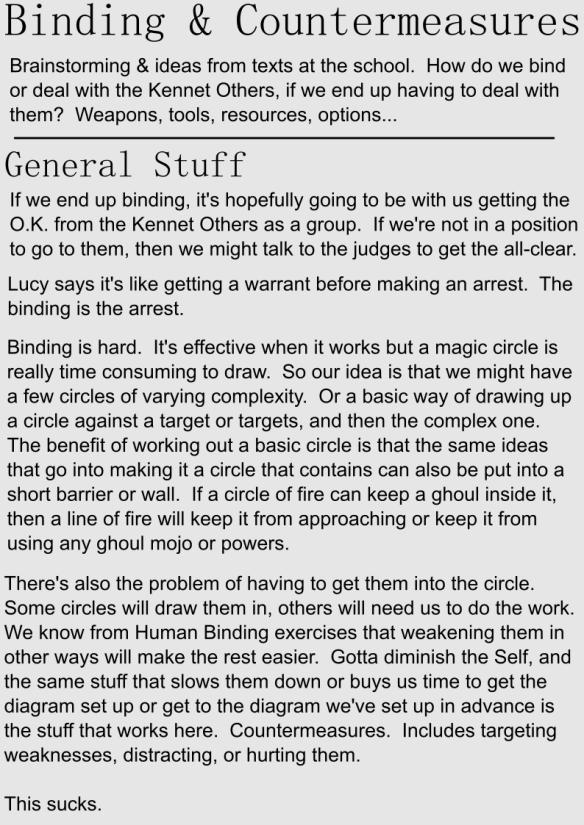 Binding & Countermeasures
Brainstorming & ideas from texts at the school.  How do we bind
or deal with the Kennet Others, if we end up having to deal with
them?  Weapons, tools, resources, options...
General Stuff
If we end up binding, it's hopefully going to be with us getting the
O.K. from the Kennet Others as a group.  If we're not in a position
to go to them, then we might talk to the judges to get the all-clear.
Lucy says it's like getting a warrant before making an arrest.  The
binding is the arrest.
Binding is hard.  It's effective when it works but a magic circle is
really time consuming to draw.  So our idea is that we might have
a few circles of varying complexity.  Or a basic way of drawing up
a circle against a target or targets, and then the complex one.
The benefit of working out a basic circle is that the same ideas
that go into making it a circle that contains can also be put into a
short barrier or wall.  If a circle of fire can keep a ghoul inside it,
then a line of fire will keep it from approaching or keep it from
using any ghoul mojo or powers.
There's also the problem of having to get them into the circle.
Some circles will draw them in, others will need us to do the work.
We know from Human Binding exercises that weakening them in
other ways will make the rest easier.  Gotta diminish the Self, and
the same stuff that slows them down or buys us time to get the
diagram set up or get to the diagram we've set up in advance is
the stuff that works here.  Countermeasures.  Includes targeting
weaknesses, distracting, or hurting them.
This sucks.